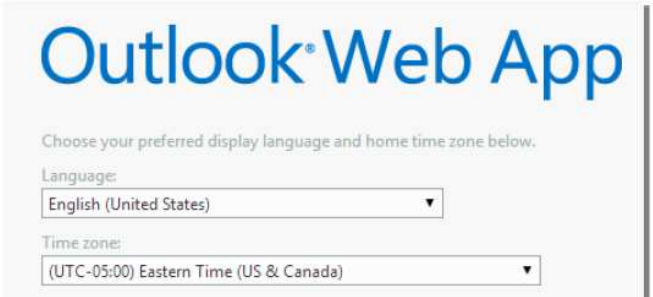 Outlook® Web App
Choose your preferred display language and home time zone below.
Language:
English (United States)
Time zone:
(UTC-05:00) Eastern Time (US & Canada)